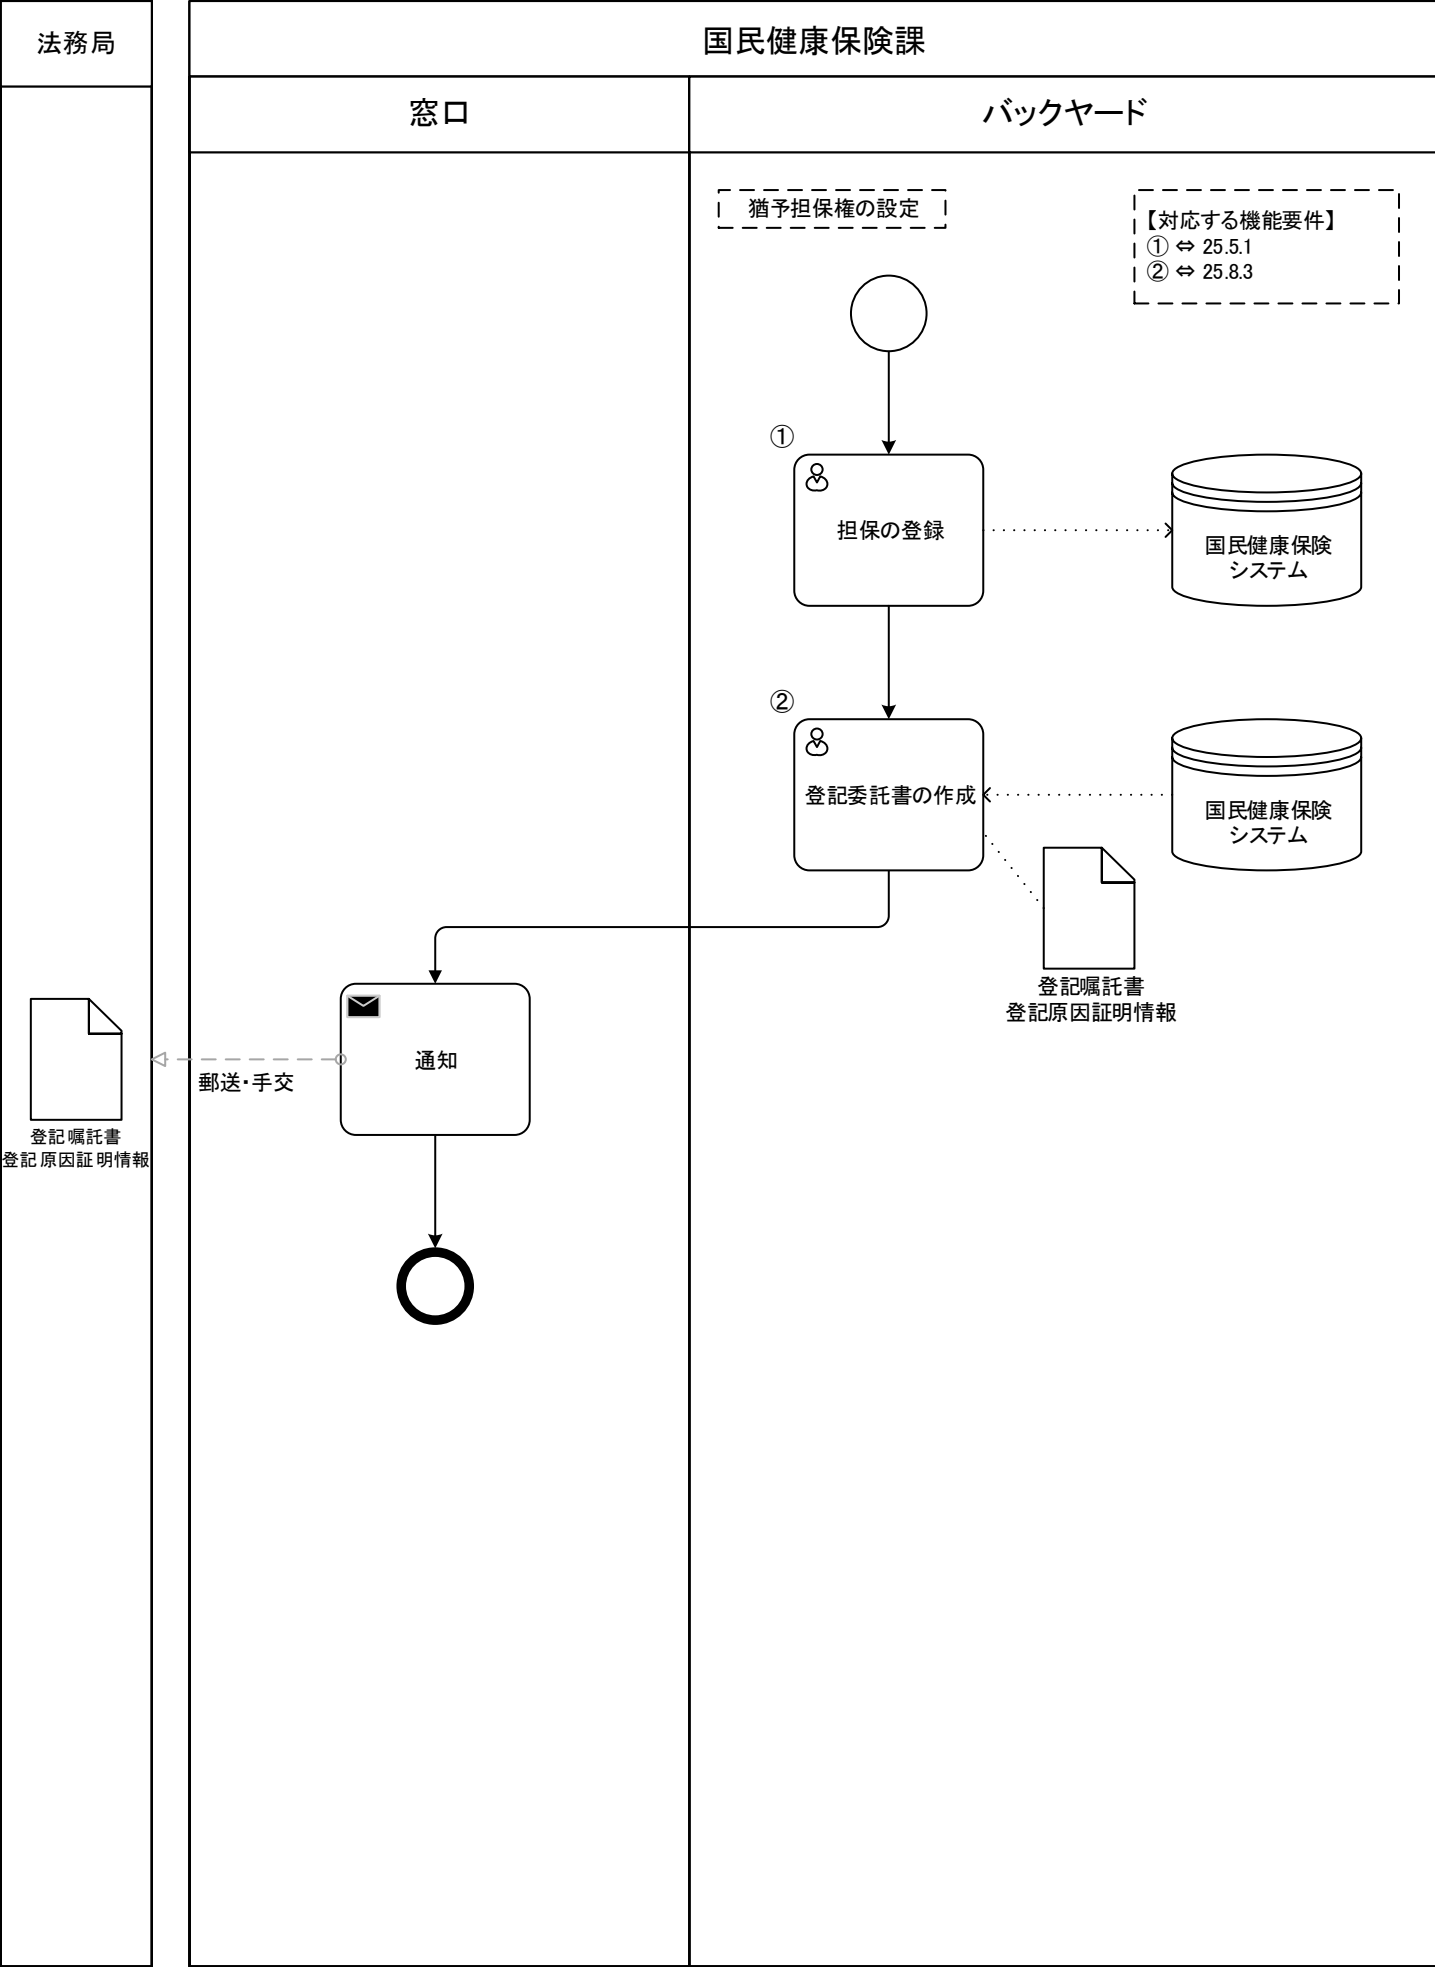 法務局
国民健康保険課
窓口
バックヤード
猶予担保権の設定
【対応する機能要件】
① ⇔ 25.5.1
② ⇔ 25.8.3
①
担保の登録
国民健康保険
システム
②
登記委託書の作成
国民健康保険
システム
登記嘱託書
登記原因証明情報
通知
郵送・手交
登記嘱託書
登記原因証明情報